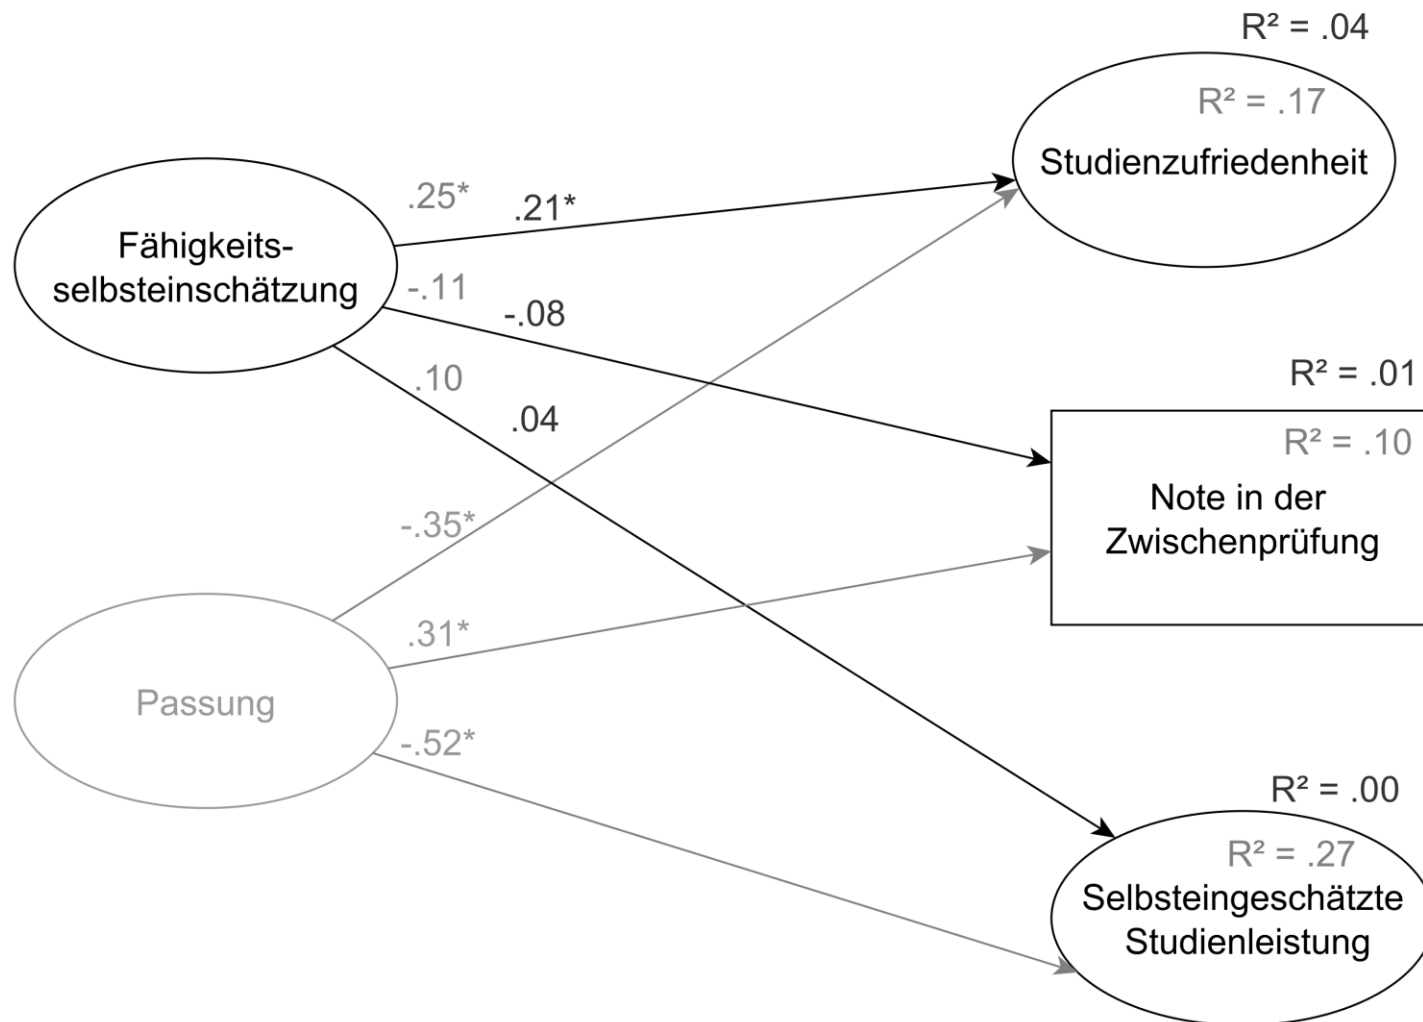 R² = .04
R² = .17
Studienzufriedenheit
.25*
.21*
Fähigkeits-
selbsteinschätzung
-.11
-.08
.10
.04
R² = .01
R² = .10
Note in der
Zwischenprüfung
-.35*
.31*
Passung
-.52*
R² = .00
R² = .27
Selbsteingeschätzte
Studienleistung